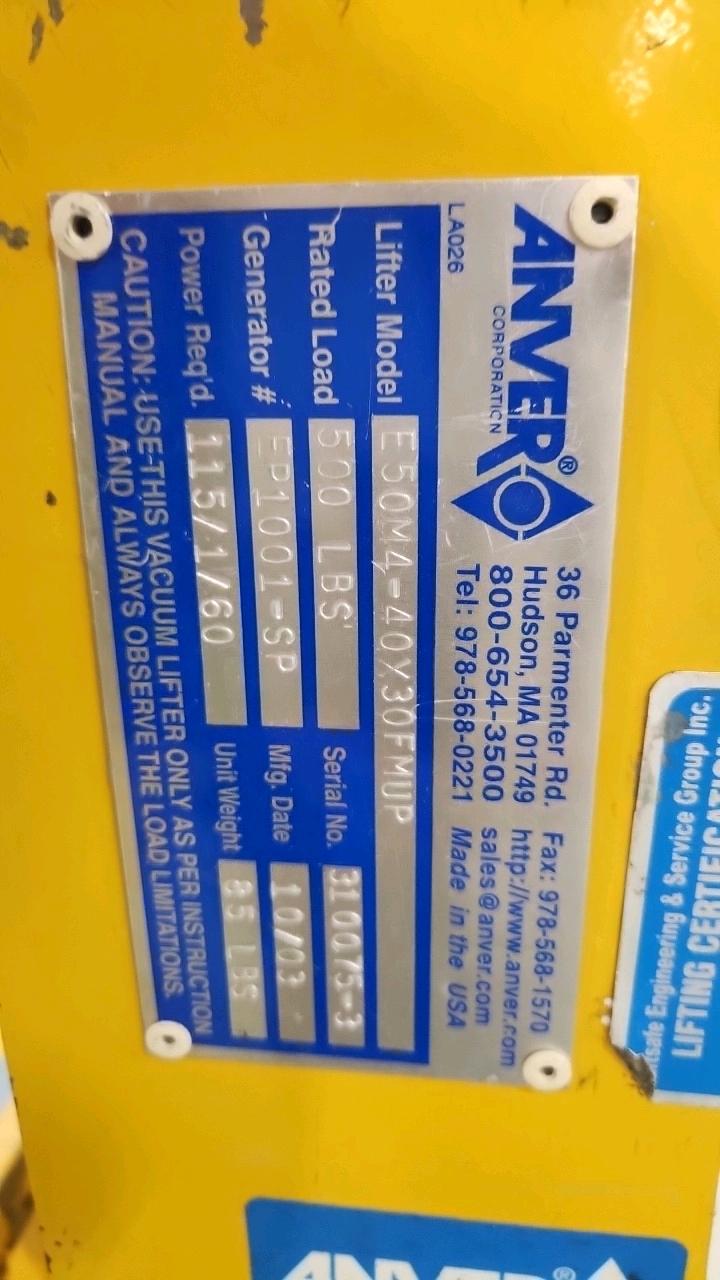 ANVER®
CORPORATION
36 Parmenter Rd.
Hudson, MA 01749
800-654-3500
Tel: 978-568-0221
Fax: 978-568-1570
http://www.anver.com
sales@anver.com
Made in the USA
LA026
Lifter Model E50M4-40X30FMUP
Rated Load 500 LBS
Serial No. 310075-3
Generator # EP1001-SP
Mfg. Date 10/03
Power Req'd. 115/1/60
Unit Weight 85 LBS
CAUTION: USE THIS VACUUM LIFTER ONLY AS PER INSTRUCTION
MANUAL AND ALWAYS OBSERVE THE LOAD LIMITATIONS.
Engineering & Service Group Inc.
LIFTING
ANVER®